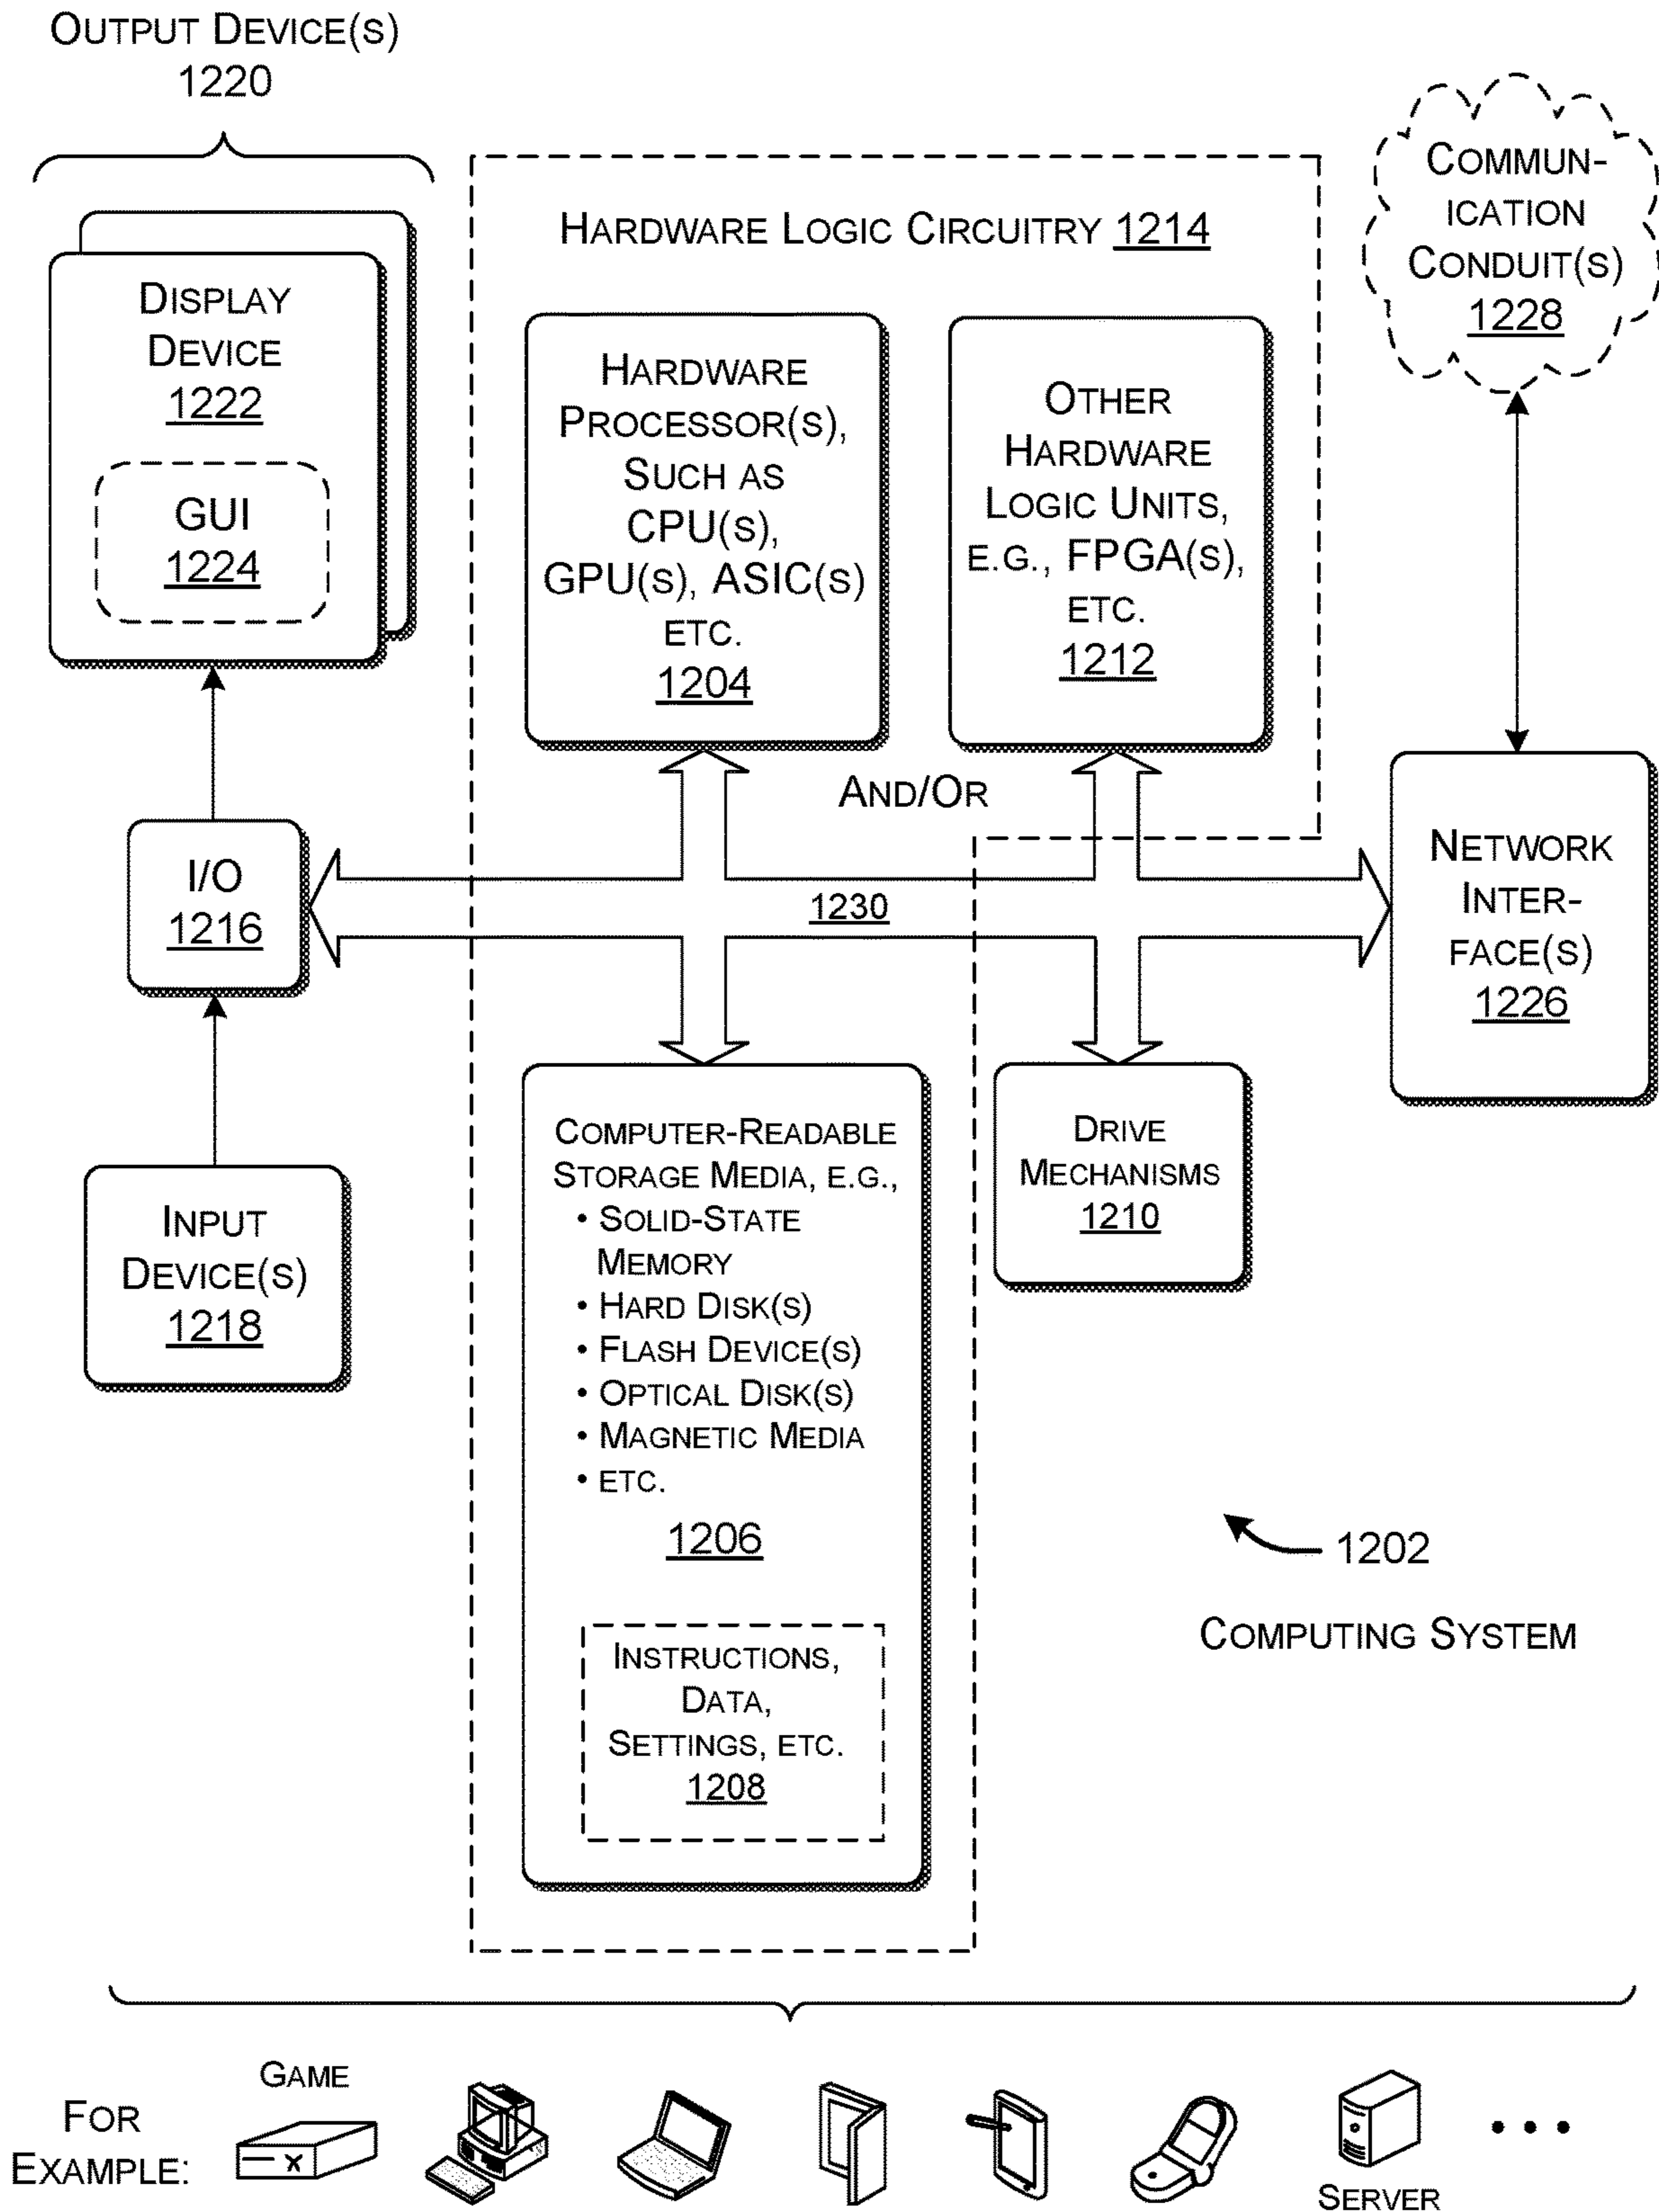 OUTPUT DEVICE(S)
1220
DISPLAY
DEVICE
1222
GUI
1224
HARDWARE LOGIC CIRCUITRY 1214
HARDWARE
PROCESSOR(S),
SUCH AS
CPU(S),
GPU(S), ASIC(S)
ETC.
1204
OTHER
HARDWARE
LOGIC UNITS,
E.G., FPGA(S),
ETC.
1212
COMMUN-
ICATION
CONDUIT(S)
1228
AND/OR
I/O
1216
1230
NETWORK
INTER-
FACE(S)
1226
INPUT
DEVICE(S)
1218
COMPUTER-READABLE
STORAGE MEDIA, E.G.,
• SOLID-STATE
MEMORY
• HARD DISK(S)
• FLASH DEVICE(S)
• OPTICAL DISK(S)
• MAGNETIC MEDIA
• ETC.
1206
INSTRUCTIONS,
DATA,
SETTINGS, ETC.
1208
DRIVE
MECHANISMS
1210
1202
COMPUTING SYSTEM
FOR
EXAMPLE:
GAME
X
SERVER
• • •